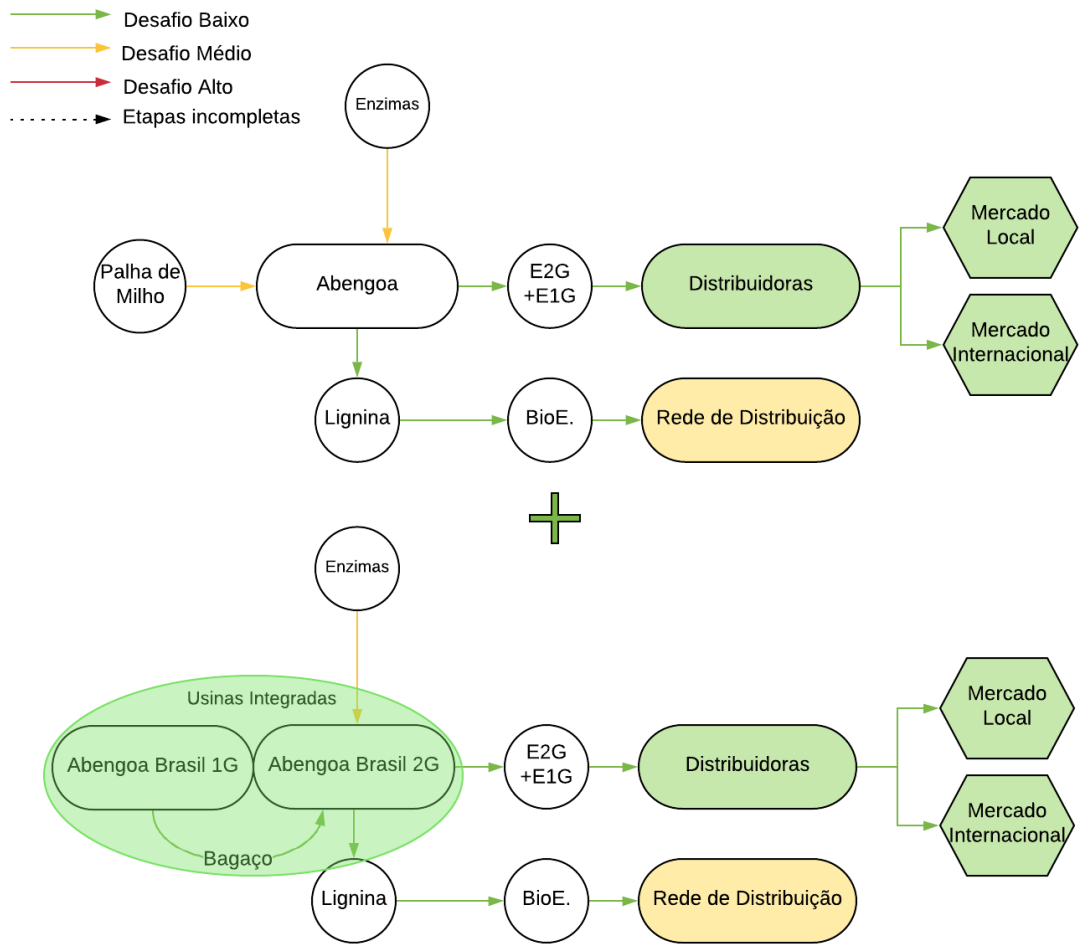 Desafio Baixo
Desafio Médio
Desafio Alto
Etapas incompletas
Enzimas
Palha de
Milho
Abengoa
E2G
+E1G
Distribuidoras
Mercado
Local
Mercado
Internacional
Lignina
BioE.
Rede de Distribuição
Enzimas
Usinas Integradas
Abengoa Brasil 1G
Abengoa Brasil 2G
Bagaço
E2G
+E1G
Distribuidoras
Mercado
Local
Mercado
Internacional
Lignina
BioE.
Rede de Distribuição